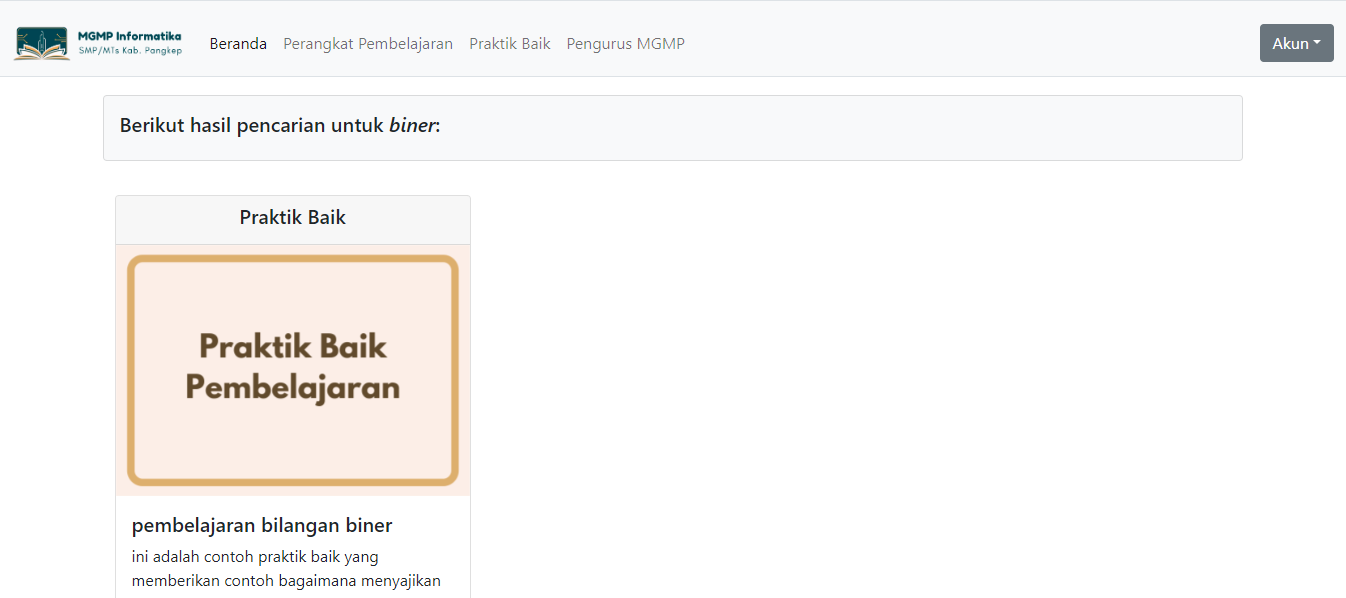 MGMP Informatika
SMP/MTs Kab. Pangkep
Beranda Perangkat Pembelajaran Praktik Baik Pengurus MGMP
Akun
Berikut hasil pencarian untuk biner:
Praktik Baik
Praktik Baik
Pembelajaran
pembelajaran bilangan biner
ini adalah contoh praktik baik yang
memberikan contoh bagaimana menyajikan